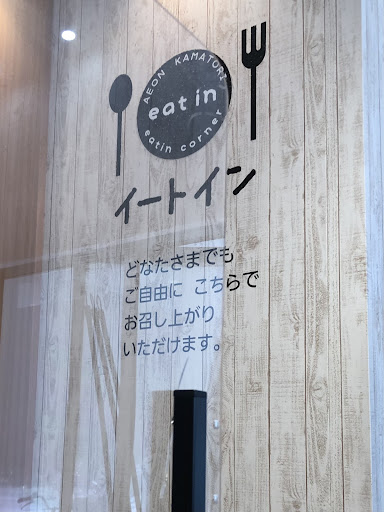 AEON KAMATORI
eat in
eatin corner
イートイン
どなたさまでも
ご自由に こちらで
お召し上がり
いただけます。